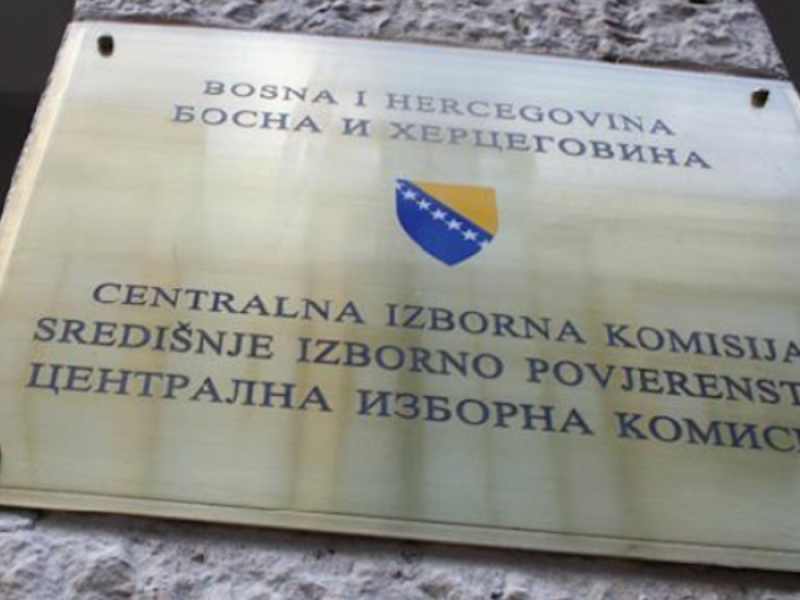 BOSNA I HERCEGOVINA
БОСНА И ХЕРЦЕГОВИНА
CENTRALNA IZBORNA KOMISIJA
SREDIŠNJE IZBORNO POVJERENST
ЦЕНТРАЛНА ИЗБОРНА КОМИС